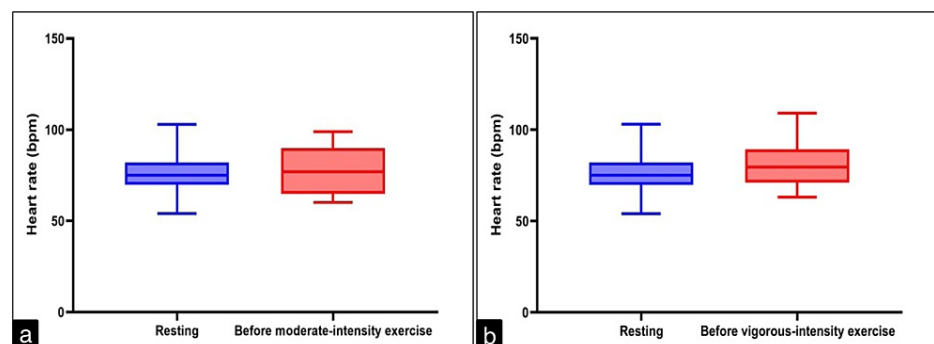 150
100
50
0
Heart rate (bpm)
Resting
Before moderate-intensity exercise
a
150
100
50
0
Heart rate (bpm)
Resting
Before vigorous-intensity exercise
b